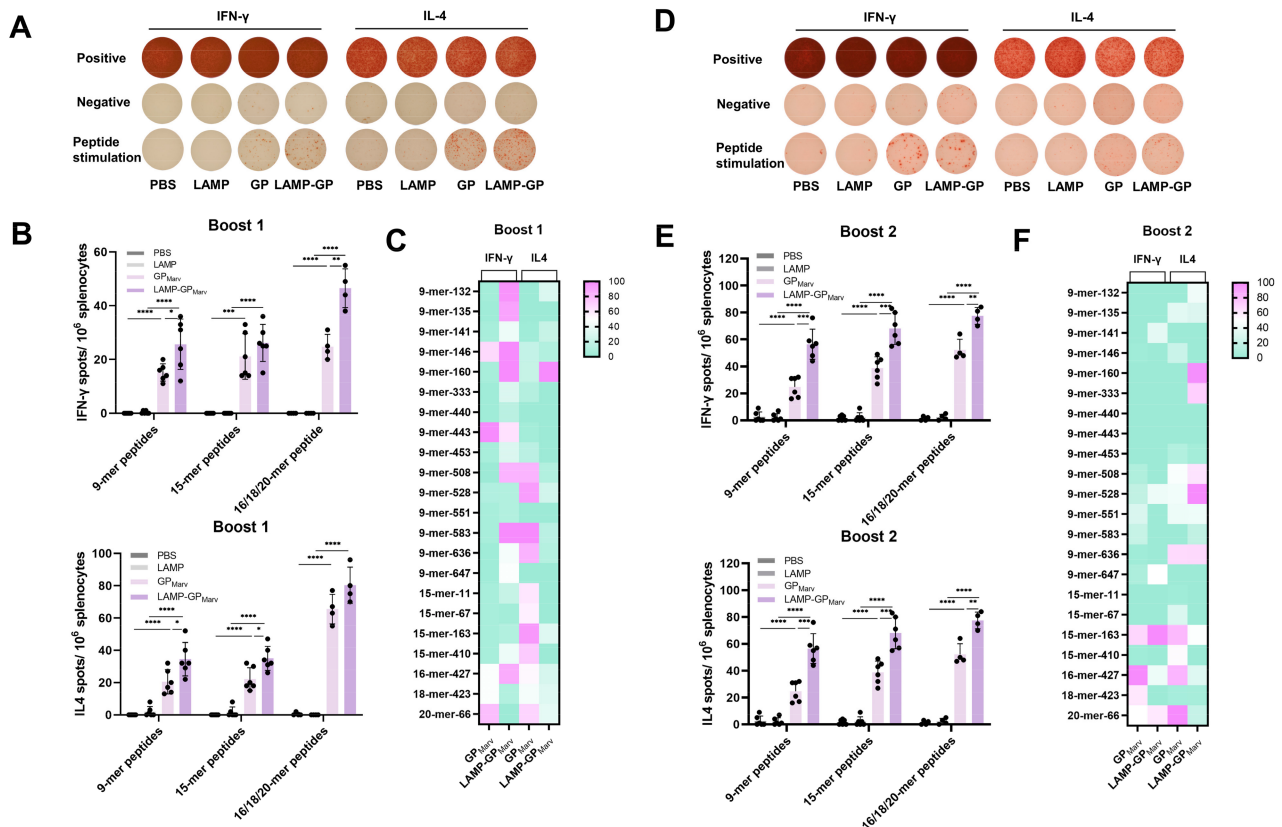 A
IFN-γ IL-4
Positive
Negative
Peptide
stimulation
PBS LAMP GP LAMP-GP PBS LAMP GP LAMP-GP
D
IFN-γ IL-4
Positive
Negative
Peptide
stimulation
PBS LAMP GP LAMP-GP PBS LAMP GP LAMP-GP
B
Boost 1
IFN-γ spots/ 10⁶ splenocytes
60
40
20
0
PBS
LAMP
GPMarv
LAMP-GPMarv
**** **** *
*** ****
**** **** **
9-mer peptides
15-mer peptides
16/18/20-mer peptide
Boost 1
IL4 spots/ 10⁶ splenocytes
100
80
60
40
20
0
PBS
LAMP
GPMarv
LAMP-GPMarv
**** **** *
**** **** *
**** ****
9-mer peptides
15-mer peptides
16/18/20-mer peptides
C
Boost 1
IFN-γ IL4
9-mer-132
9-mer-135
9-mer-141
9-mer-146
9-mer-160
9-mer-333
9-mer-440
9-mer-443
9-mer-453
9-mer-508
9-mer-528
9-mer-551
9-mer-583
9-mer-636
9-mer-647
15-mer-11
15-mer-67
15-mer-163
15-mer-410
16-mer-427
18-mer-423
20-mer-66
GPMarv
LAMP-GPMarv
GPMarv
LAMP-GPMarv
100
80
60
40
20
0
E
Boost 2
IFN-γ spots/ 10⁶ splenocytes
120
100
80
60
40
20
0
PBS
LAMP
GPMarv
LAMP-GPMarv
**** **** ***
**** **** ***
**** **** **
9-mer peptides
15-mer peptides
16/18/20-mer peptides
Boost 2
IL4 spots/ 10⁶ splenocytes
120
100
80
60
40
20
0
PBS
LAMP
GPMarv
LAMP-GPMarv
**** **** ***
**** **** ***
**** **** **
9-mer peptides
15-mer peptides
16/18/20-mer peptides
F
Boost 2
IFN-γ IL4
9-mer-132
9-mer-135
9-mer-141
9-mer-146
9-mer-160
9-mer-333
9-mer-440
9-mer-443
9-mer-453
9-mer-508
9-mer-528
9-mer-551
9-mer-583
9-mer-636
9-mer-647
15-mer-11
15-mer-67
15-mer-163
15-mer-410
16-mer-427
18-mer-423
20-mer-66
GPMarv
LAMP-GPMarv
GPMarv
LAMP-GPMarv
100
80
60
40
20
0